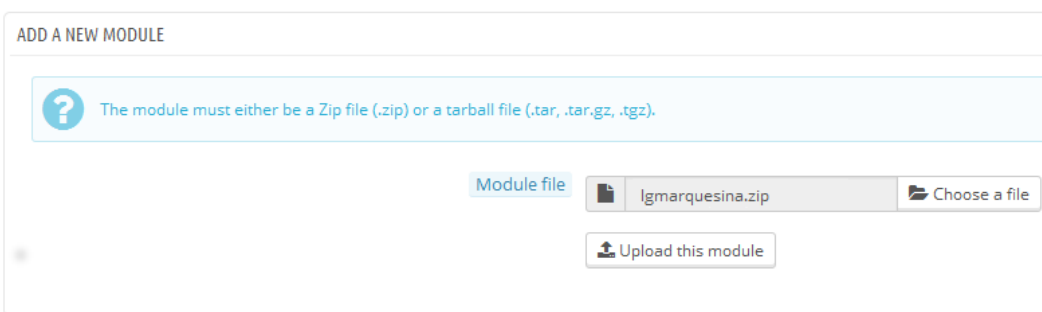 ADD A NEW MODULE
The module must either be a Zip file (.zip) or a tarball file (.tar, .tar.gz, .tgz).
Module file
lgmarquesina.zip
Choose a file
Upload this module